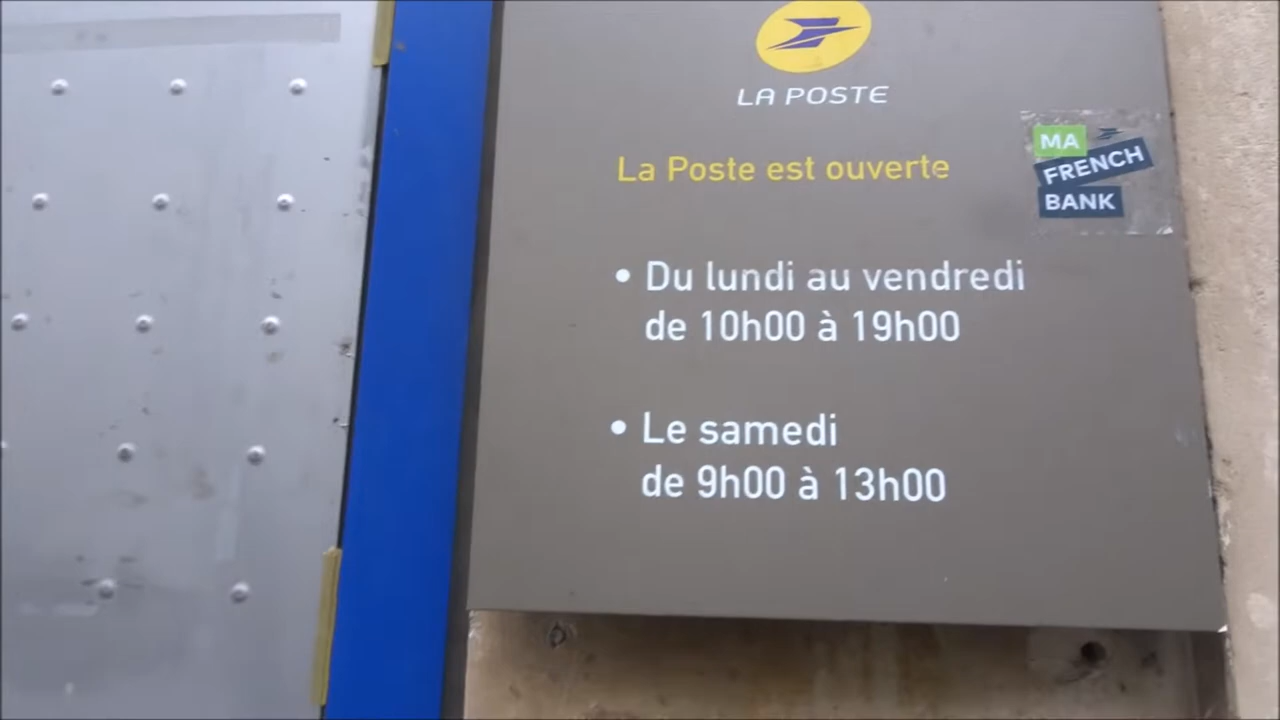 LA POSTE
La Poste est ouverte
MA
FRENCH
BANK
• Du lundi au vendredi
de 10h00 à 19h00
• Le samedi
de 9h00 à 13h00